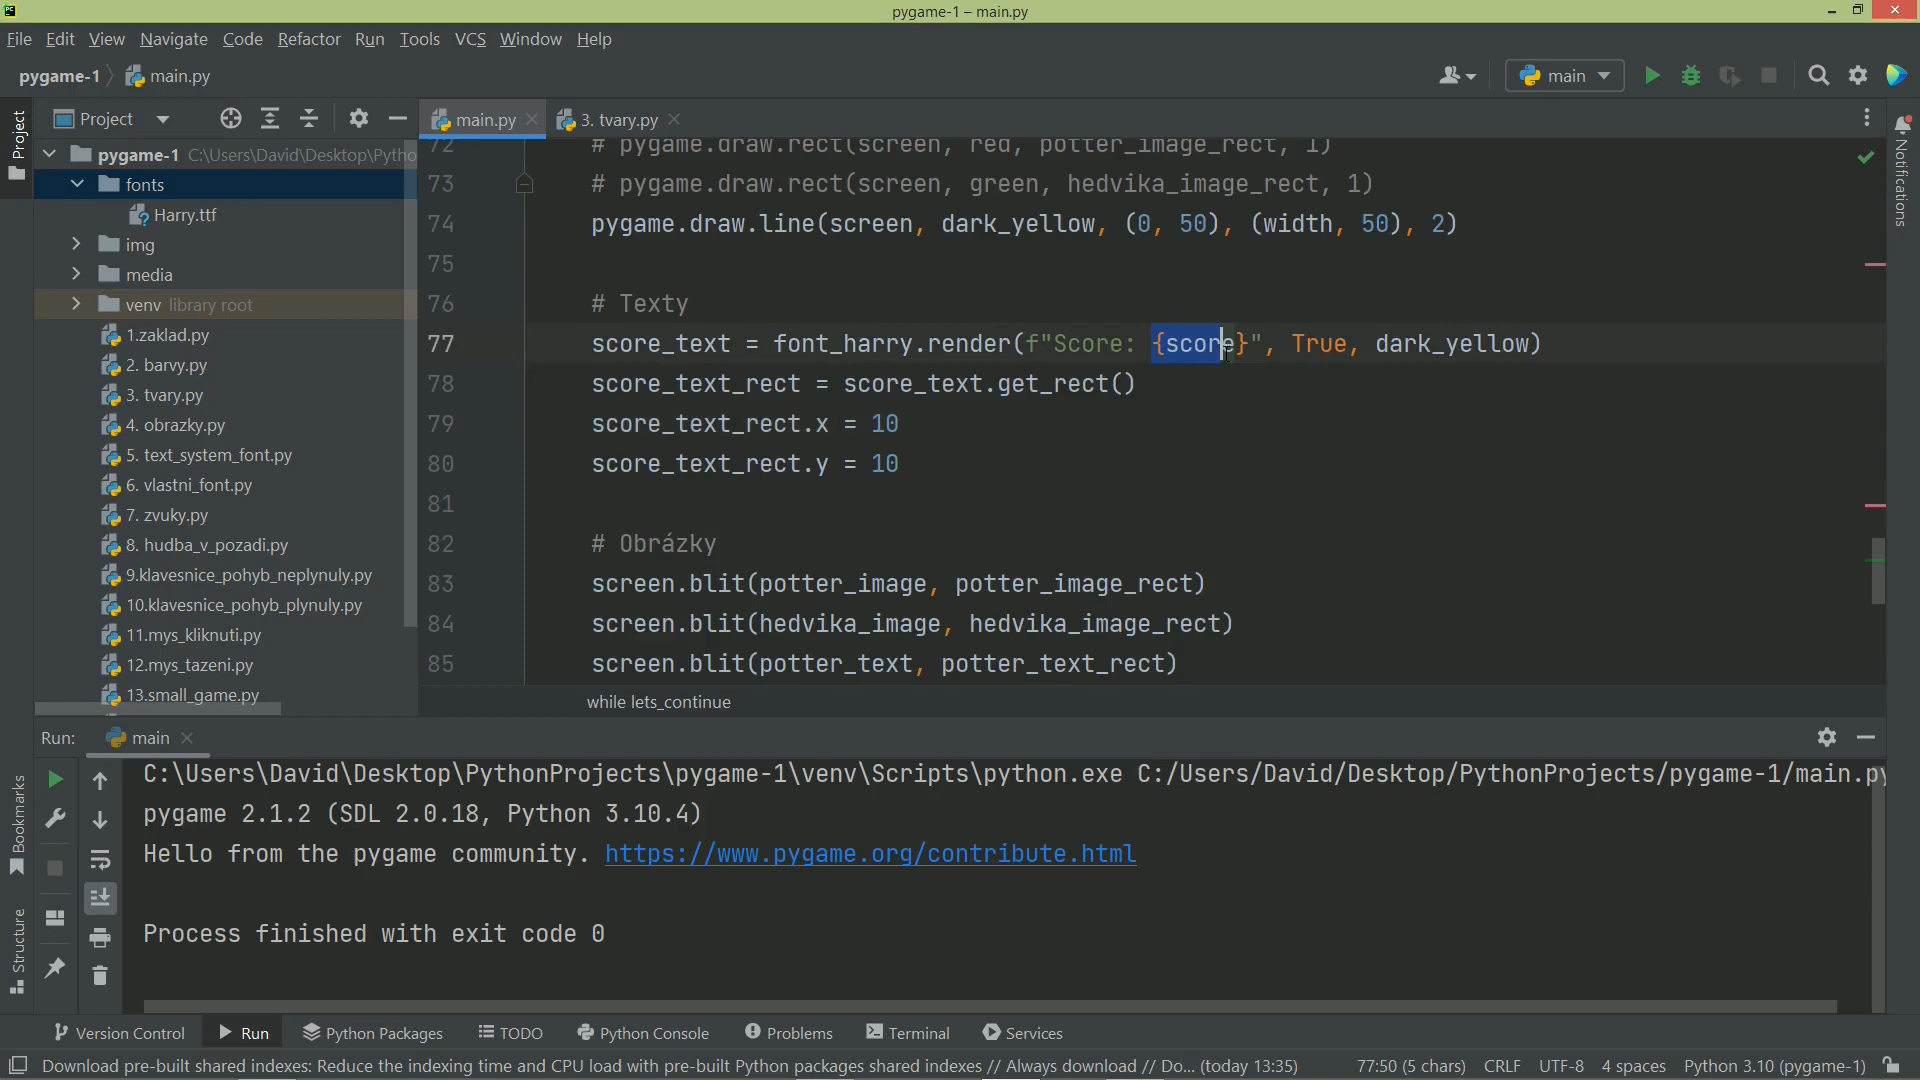 pygame-1 – main.py
File Edit View Navigate Code Refactor Run Tools VCS Window Help
pygame-1 main.py
main
Project
Project
main.py
3. tvary.py
Notifications
pygame-1 C:\Users\David\Desktop\Pytho
fonts
Harry.ttf
img
media
venv library root
1.zaklad.py
2. barvy.py
3. tvary.py
4. obrazky.py
5. text_system_font.py
6. vlastni_font.py
7. zvuky.py
8. hudba_v_pozadi.py
9.klavesnice_pohyb_neplynuly.py
10.klavesnice_pohyb_plynuly.py
11.mys_kliknuti.py
12.mys_tazeni.py
13.small_game.py
72 # pygame.draw.rect(screen, red, potter_image_rect, 1)
73 # pygame.draw.rect(screen, green, hedvika_image_rect, 1)
74 pygame.draw.line(screen, dark_yellow, (0, 50), (width, 50), 2)
75
76 # Texty
77 score_text = font_harry.render(f"Score: {score}", True, dark_yellow)
78 score_text_rect = score_text.get_rect()
79 score_text_rect.x = 10
80 score_text_rect.y = 10
81
82 # Obrázky
83 screen.blit(potter_image, potter_image_rect)
84 screen.blit(hedvika_image, hedvika_image_rect)
85 screen.blit(potter_text, potter_text_rect)
while lets_continue
Run: main
C:\Users\David\Desktop\PythonProjects\pygame-1\venv\Scripts\python.exe C:/Users/David/Desktop/PythonProjects/pygame-1/main.py
pygame 2.1.2 (SDL 2.0.18, Python 3.10.4)
Hello from the pygame community. https://www.pygame.org/contribute.html
Process finished with exit code 0
Bookmarks
Structure
Version Control Run Python Packages TODO Python Console Problems Terminal Services
Download pre-built shared indexes: Reduce the indexing time and CPU load with pre-built Python packages shared indexes // Always download // Do... (today 13:35) 77:50 (5 chars) CRLF UTF-8 4 spaces Python 3.10 (pygame-1)